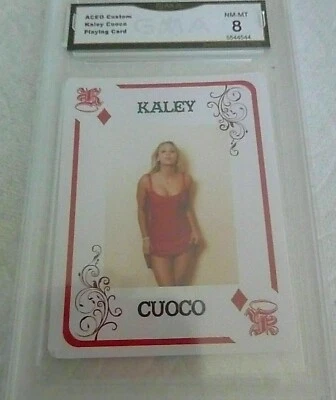 ACEO Custom
Kaley Cuoco
Playing Card
NM-MT
8
5544544
K
KALEY
CUOCO
K